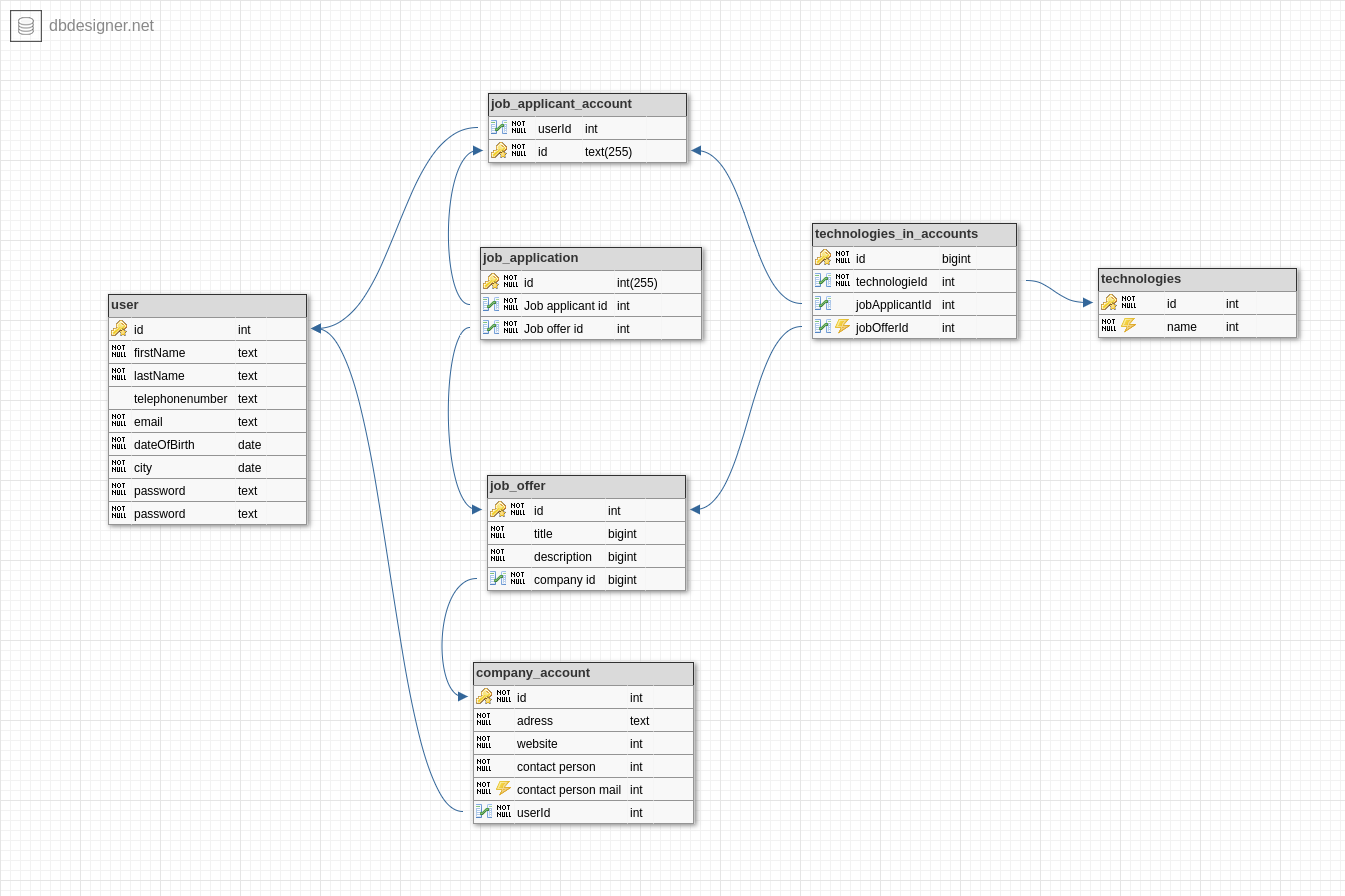 dbdesigner.net
job_applicant_account
NOT NULL userId int
NOT NULL id text(255)
job_application
NOT NULL id int(255)
NOT NULL Job applicant id int
NOT NULL Job offer id int
technologies_in_accounts
NOT NULL id bigint
NOT NULL technologieId int
jobApplicantId int
jobOfferId int
technologies
NOT NULL id int
NOT NULL name int
user
id int
NOT NULL firstName text
NOT NULL lastName text
telephonenumber text
NOT NULL email text
NOT NULL dateOfBirth date
NOT NULL city date
NOT NULL password text
NOT NULL password text
job_offer
NOT NULL id int
NOT NULL title bigint
NOT NULL description bigint
NOT NULL company id bigint
company_account
NOT NULL id int
NOT NULL adress text
NOT NULL website int
NOT NULL contact person int
NOT NULL contact person mail int
NOT NULL userId int